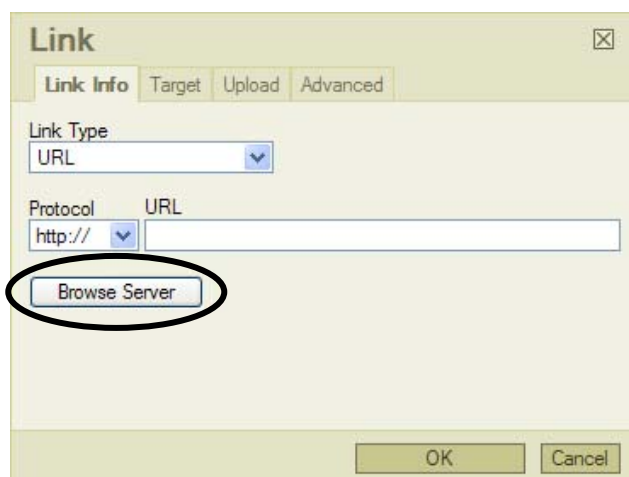 Link
Link Info Target Upload Advanced
Link Type
URL
Protocol URL
http://
Browse Server
OK Cancel